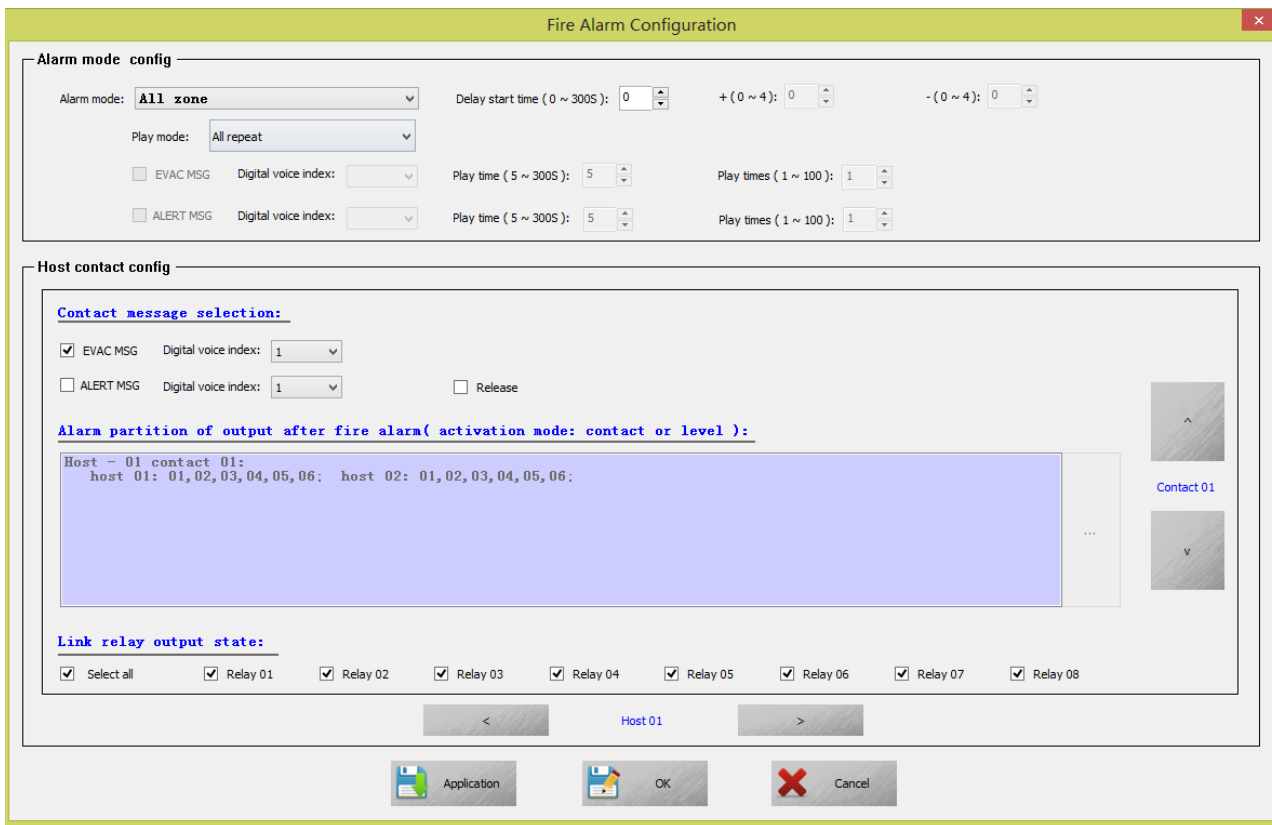 Fire Alarm Configuration
Alarm mode config
Alarm mode: All zone Delay start time ( 0 ~ 300S ): 0 + ( 0 ~ 4 ): 0 - ( 0 ~ 4 ): 0
Play mode: All repeat
EVAC MSG Digital voice index: Play time ( 5 ~ 300S ): 5 Play times ( 1 ~ 100 ): 1
ALERT MSG Digital voice index: Play time ( 5 ~ 300S ): 5 Play times ( 1 ~ 100 ): 1
Host contact config
Contact message selection:
EVAC MSG Digital voice index: 1
ALERT MSG Digital voice index: 1 Release
Alarm partition of output after fire alarm( activation mode: contact or level ):
Host - 01 contact 01:
host 01: 01,02,03,04,05,06; host 02: 01,02,03,04,05,06;
...
^
Contact 01
v
Link relay output state:
Select all Relay 01 Relay 02 Relay 03 Relay 04 Relay 05 Relay 06 Relay 07 Relay 08
< Host 01 >
Application OK Cancel